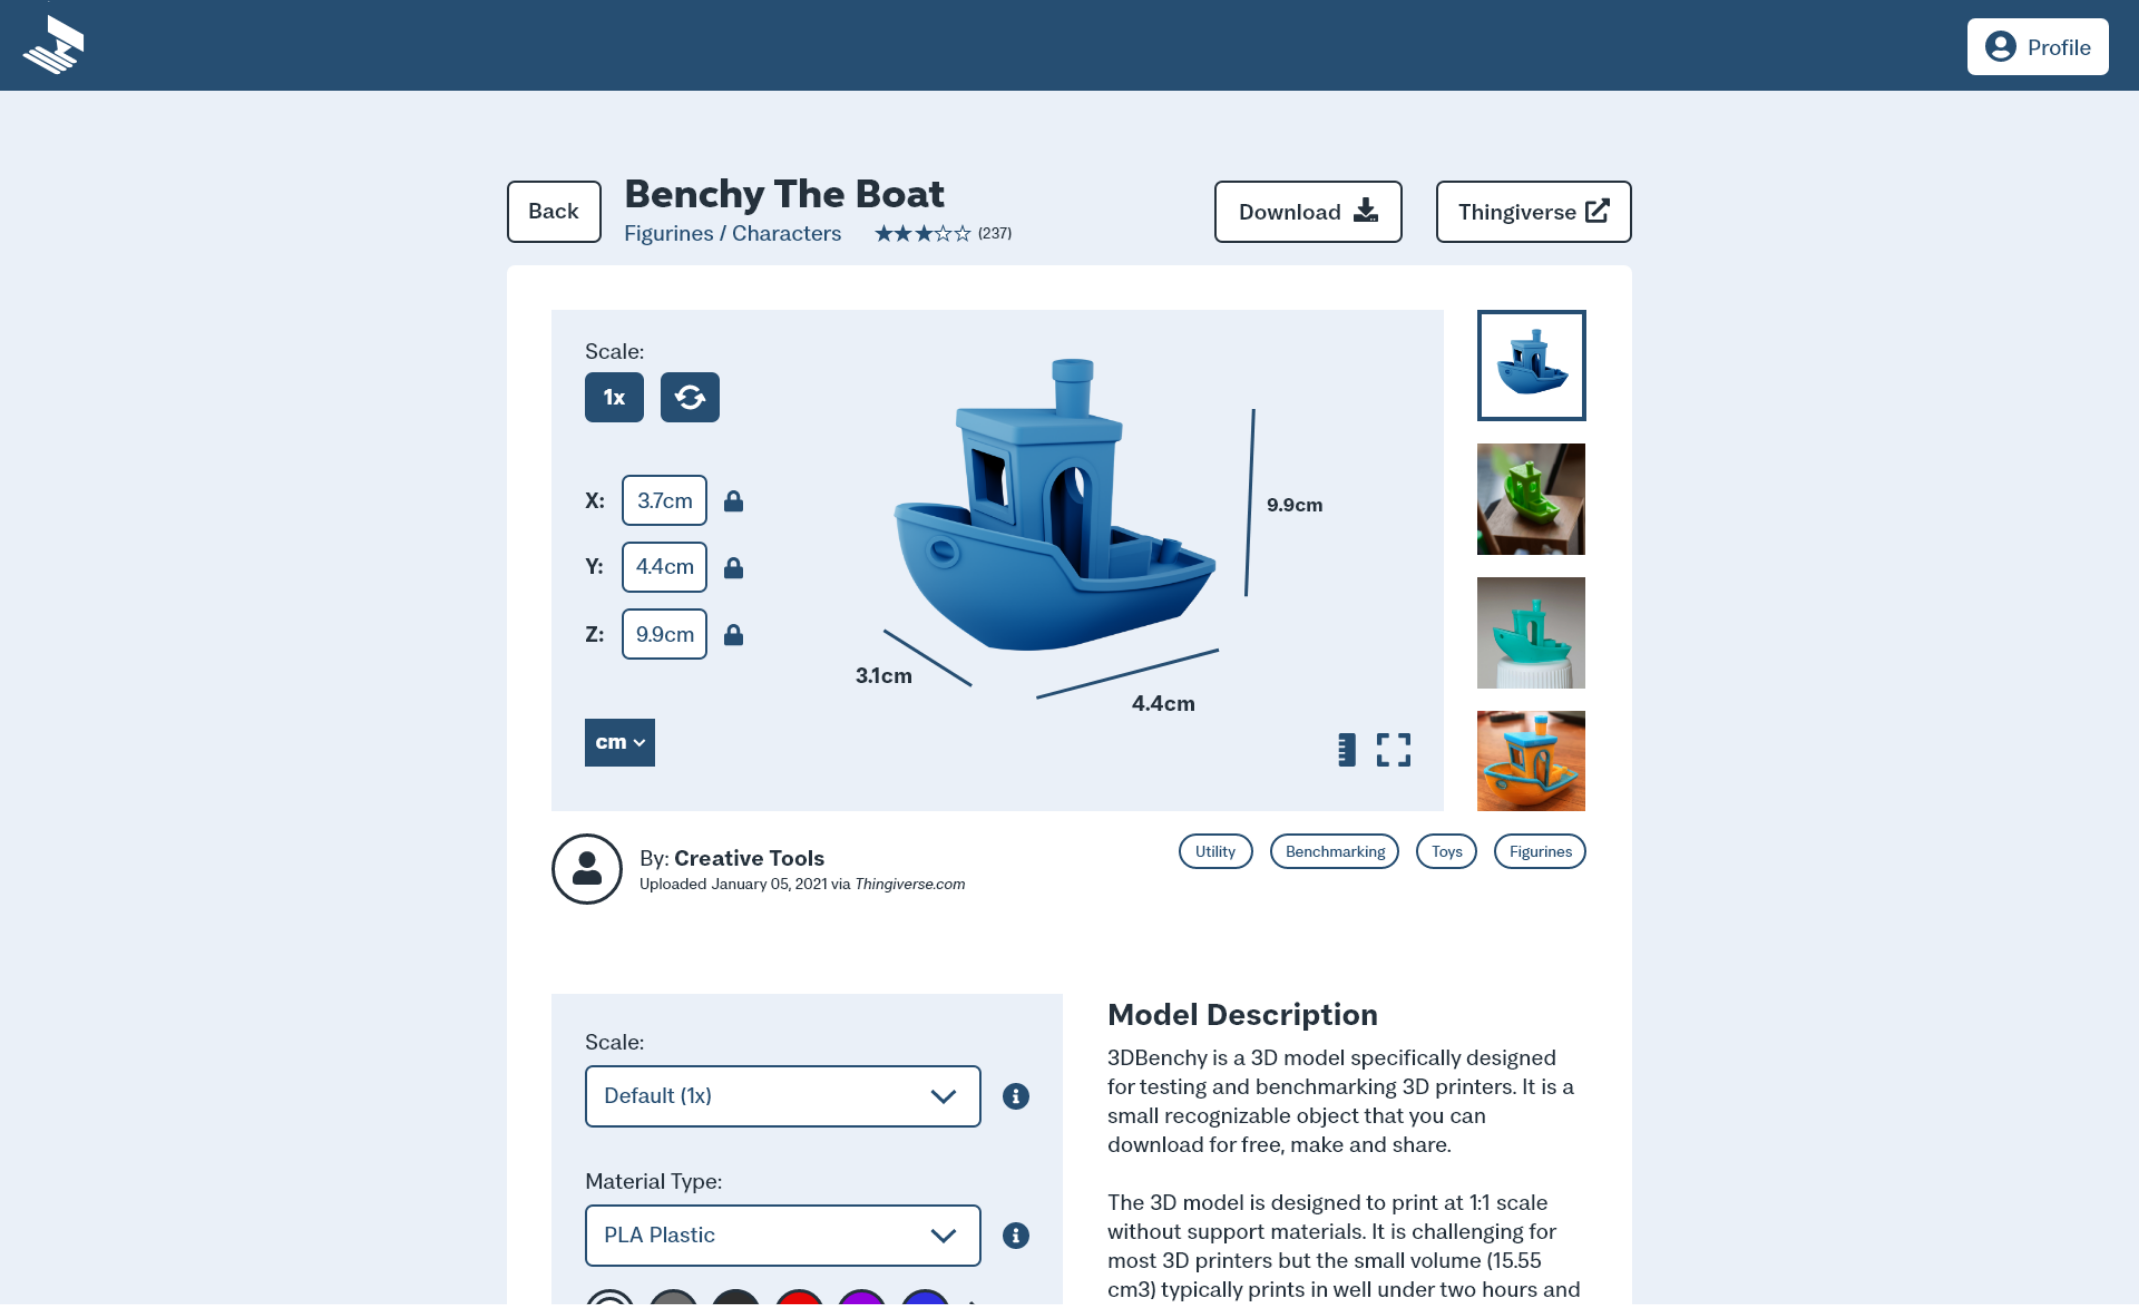 Profile
Back
Benchy The Boat
Figurines / Characters
(237)
Download
Thingiverse
Scale:
1x
X: 3.7cm
Y: 4.4cm
Z: 9.9cm
cm
9.9cm
3.1cm
4.4cm
By: Creative Tools
Uploaded January 05, 2021 via Thingiverse.com
Utility
Benchmarking
Toys
Figurines
Scale:
Default (1x)
Material Type:
PLA Plastic
Model Description
3DBenchy is a 3D model specifically designed
for testing and benchmarking 3D printers. It is a
small recognizable object that you can
download for free, make and share.
The 3D model is designed to print at 1:1 scale
without support materials. It is challenging for
most 3D printers but the small volume (15.55
cm3) typically prints in well under two hours and